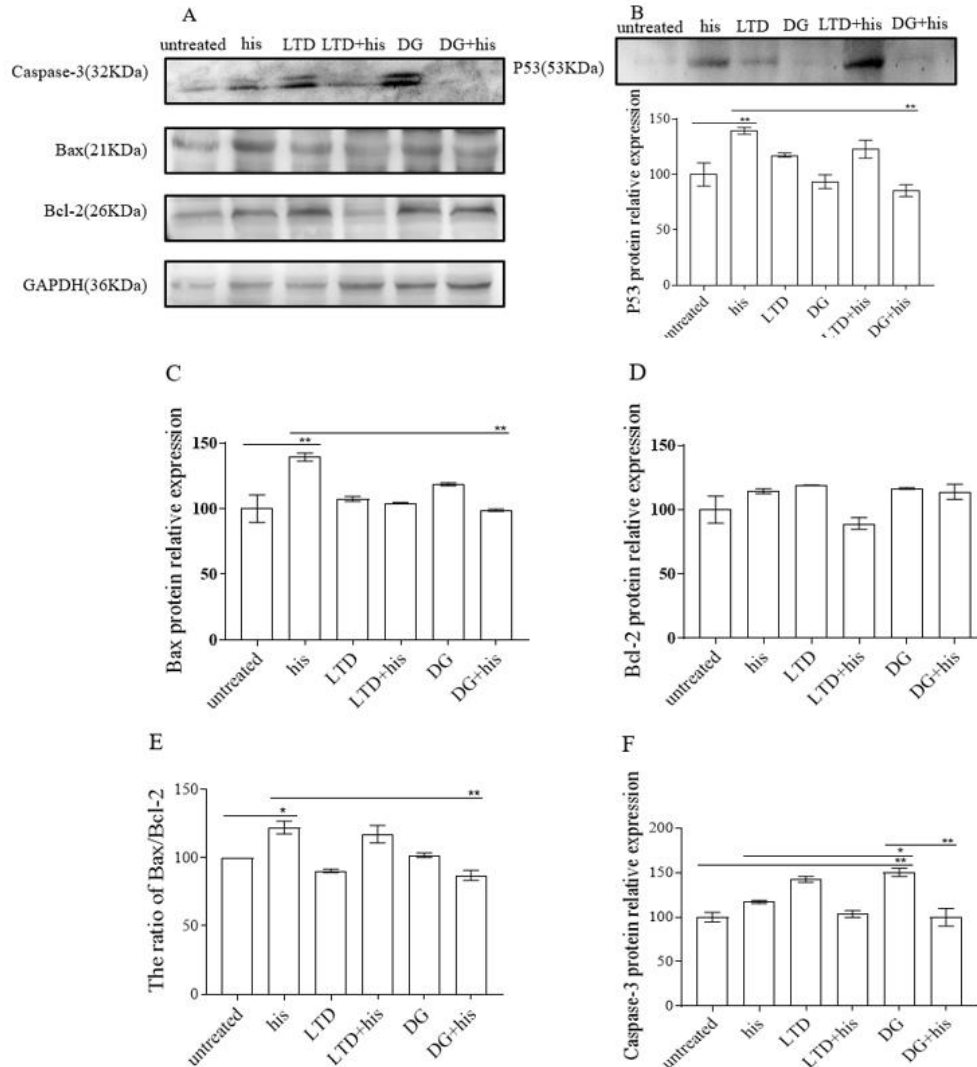 A
untreated his LTD LTD+his DG DG+his
Caspase-3(32KDa)
Bax(21KDa)
Bcl-2(26KDa)
GAPDH(36KDa)
B
untreated his LTD DG LTD+his DG+his
P53(53KDa)
P53 protein relative expression
150
100
50
0
**
**
untreated his LTD DG LTD+his DG+his
C
Bax protein relative expression
150
100
50
0
**
**
untreated his LTD LTD+his DG DG+his
D
Bcl-2 protein relative expression
150
100
50
0
untreated his LTD LTD+his DG DG+his
E
The ratio of Bax/Bcl-2
150
100
50
0
*
**
untreated his LTD LTD+his DG DG+his
F
Caspase-3 protein relative expression
200
150
100
50
0
**
*
**
untreated his LTD LTD+his DG DG+his